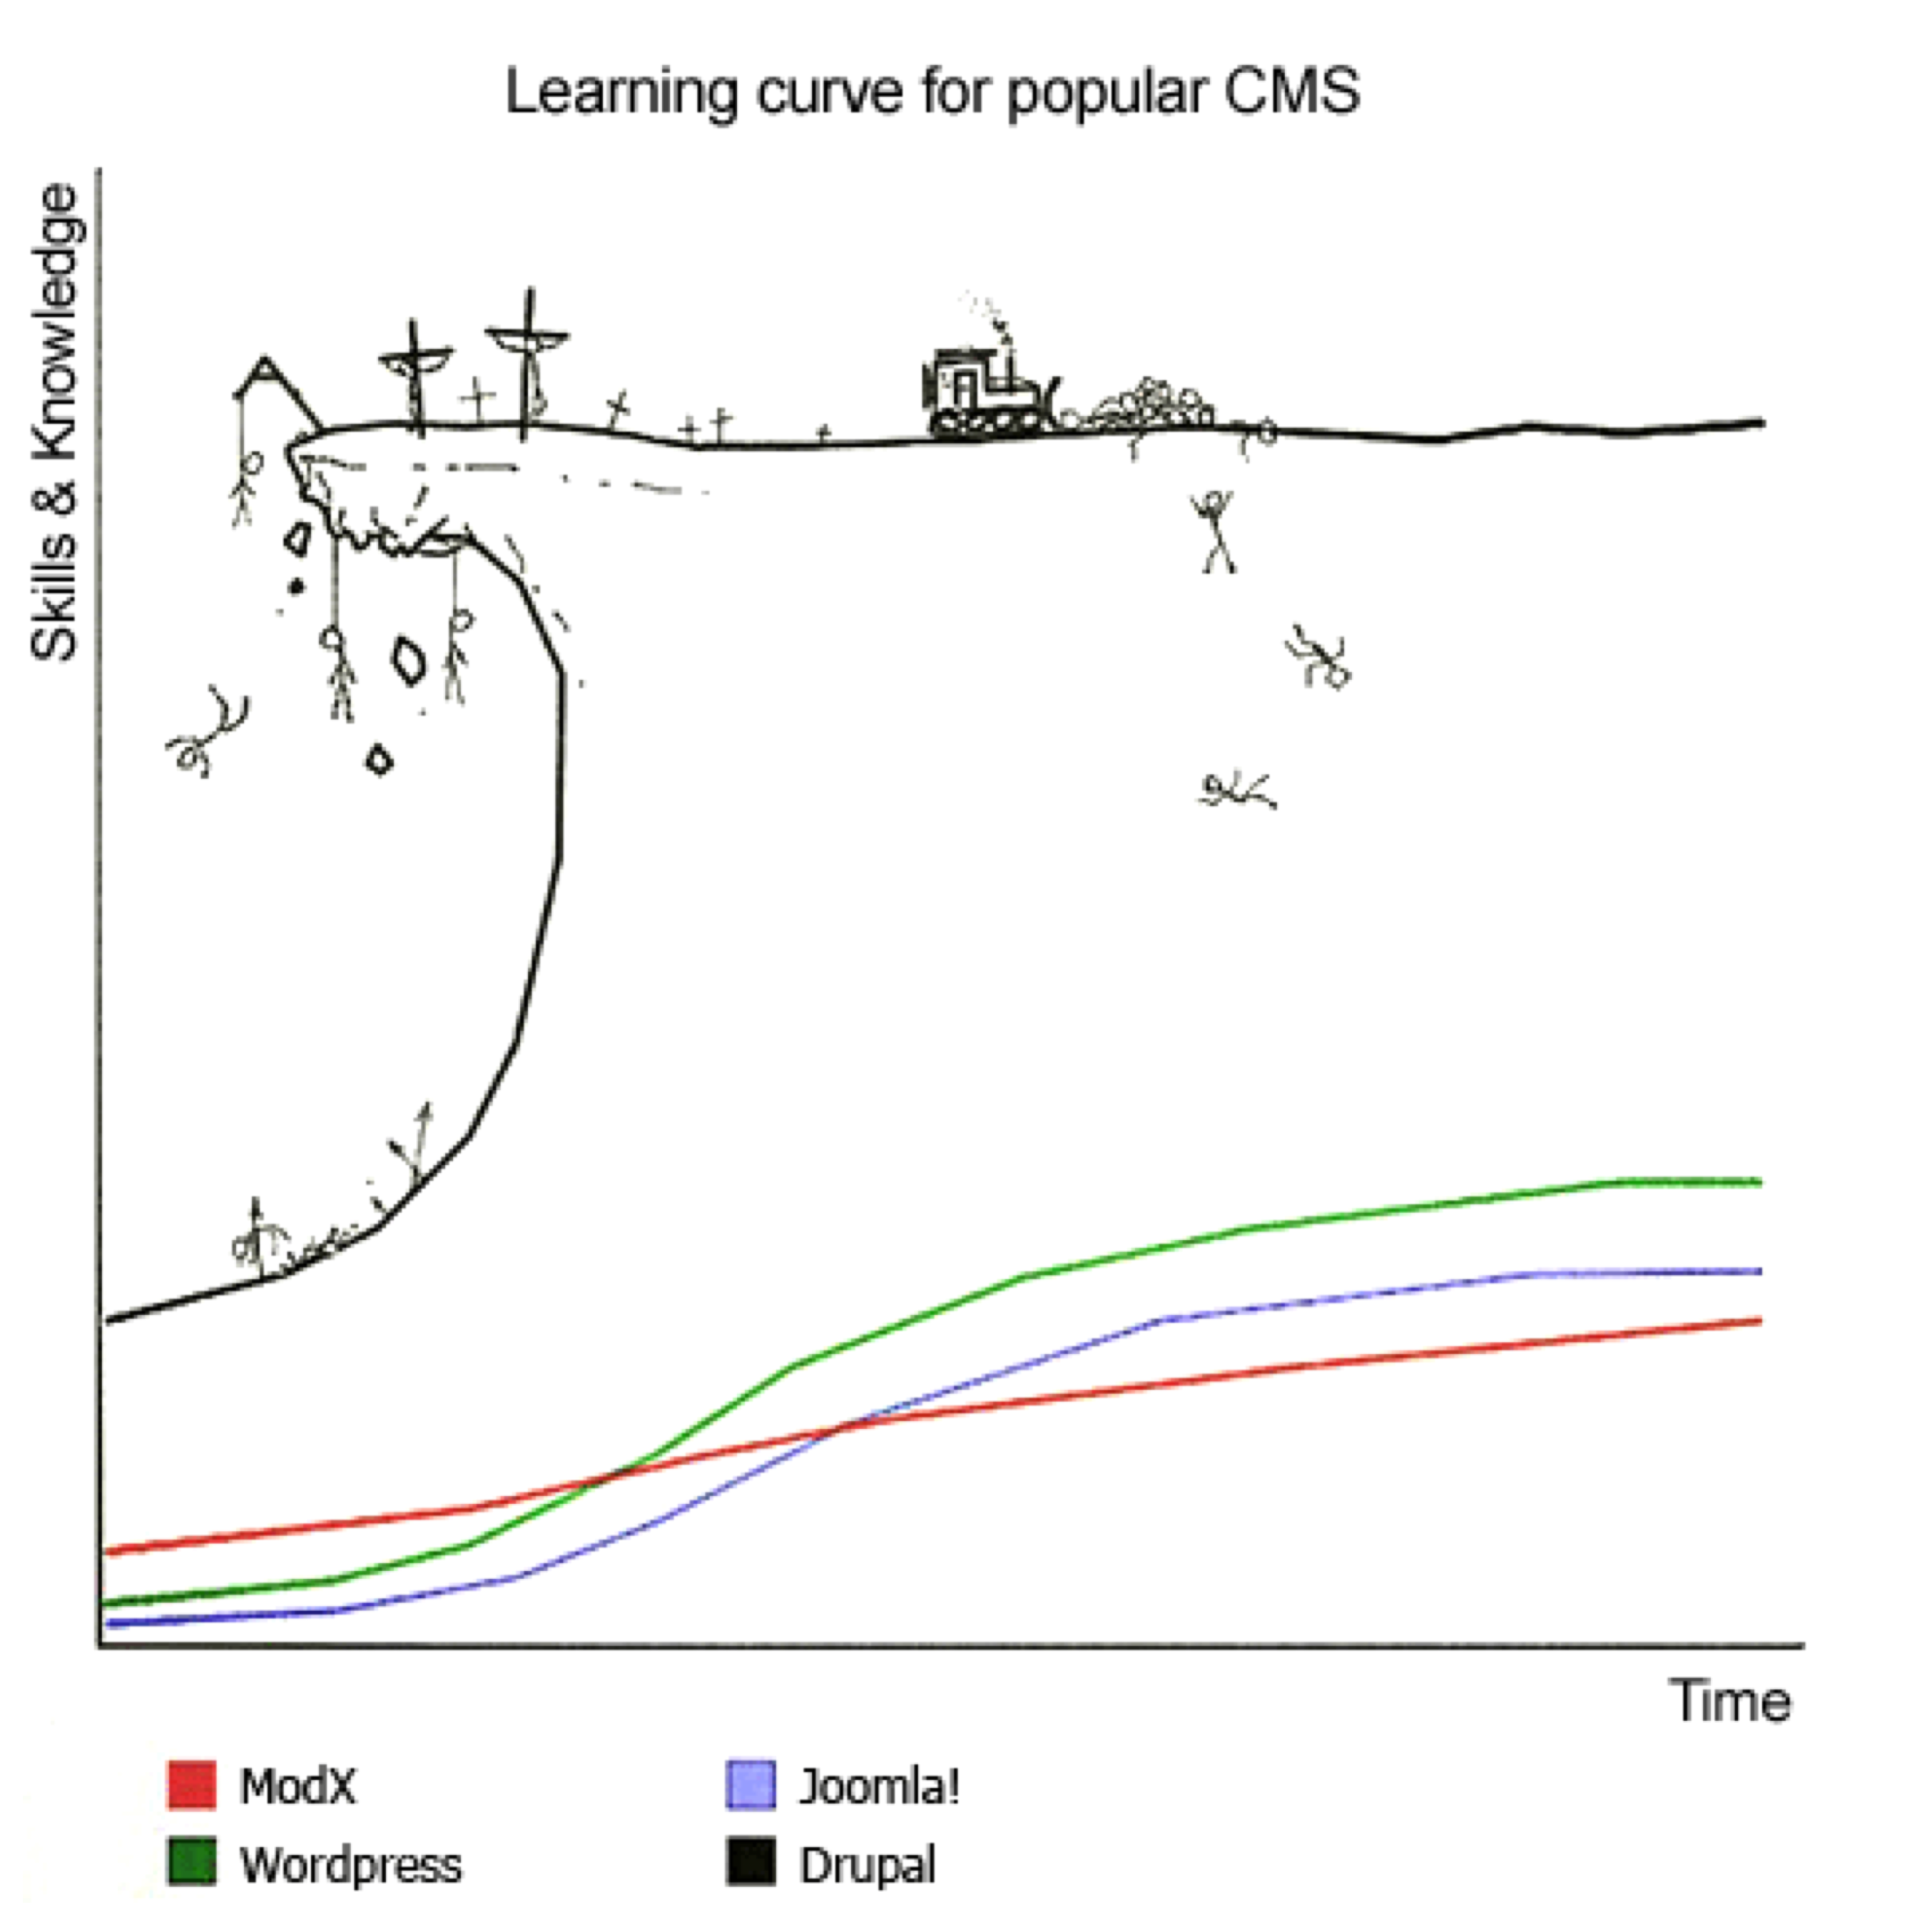 Learning curve for popular CMS
Skills & Knowledge
Time
ModX
Joomla!
Wordpress
Drupal